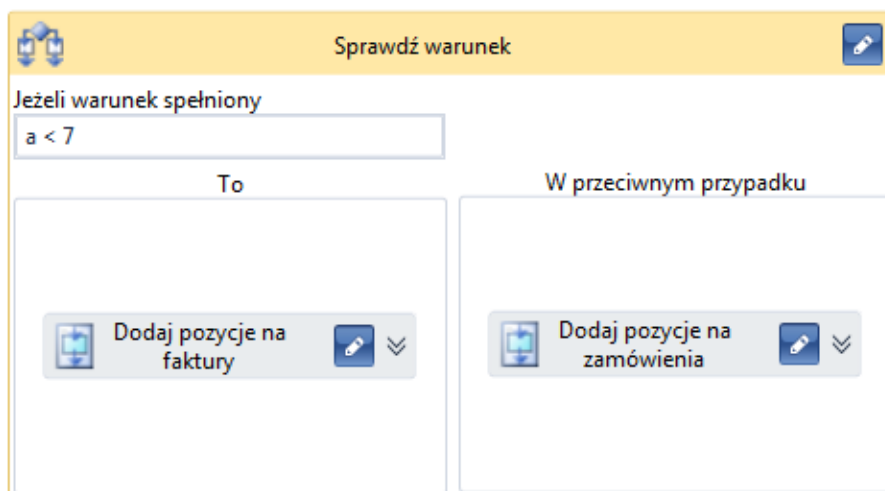 Sprawdź warunek
Jeżeli warunek spełniony
a < 7
To
W przeciwnym przypadku
Dodaj pozycje na
faktury
Dodaj pozycje na
zamówienia